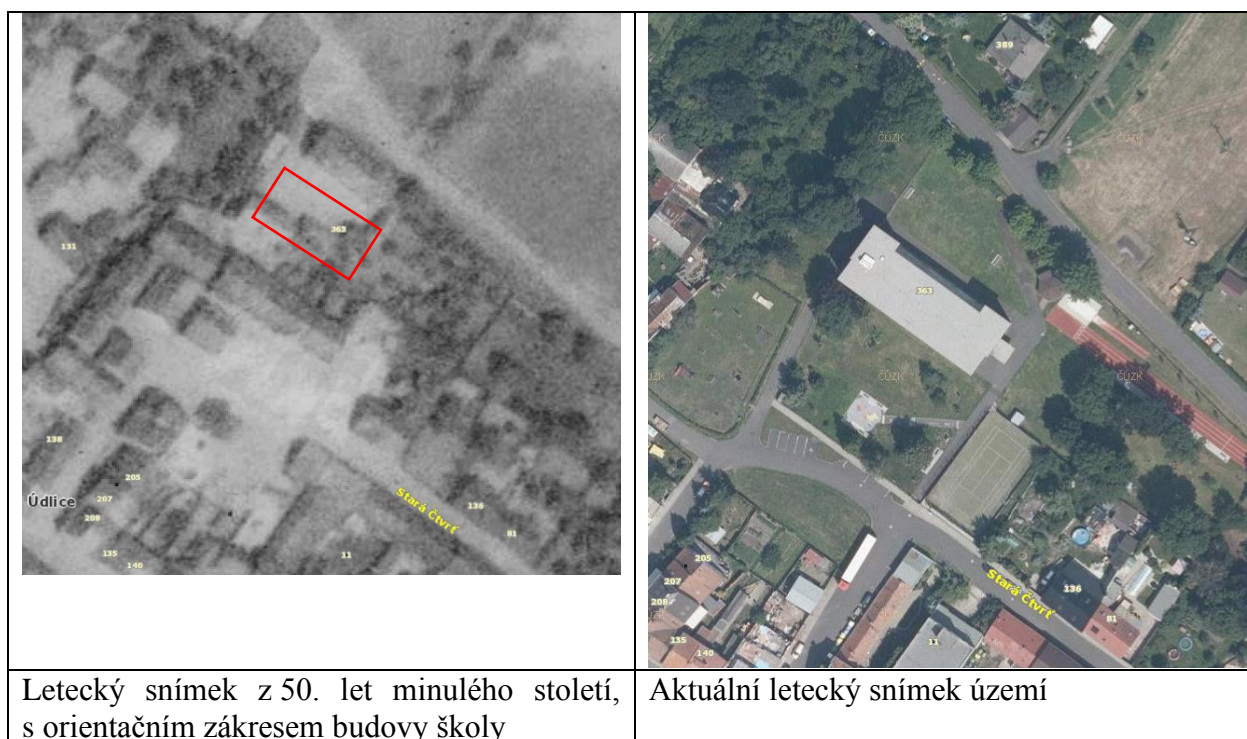 363
131
138
205
Údlice
207
208
135
140
11
Stará Čtvrť
136
81
389
ČÚZK
ČÚZK
363
ČÚZK
ČÚZK
ČÚZK
205
207
208
135
140
11
Stará Čtvrť
136
81
Letecký snímek z 50. let minulého století,
s orientačním zákresem budovy školy
Aktuální letecký snímek území